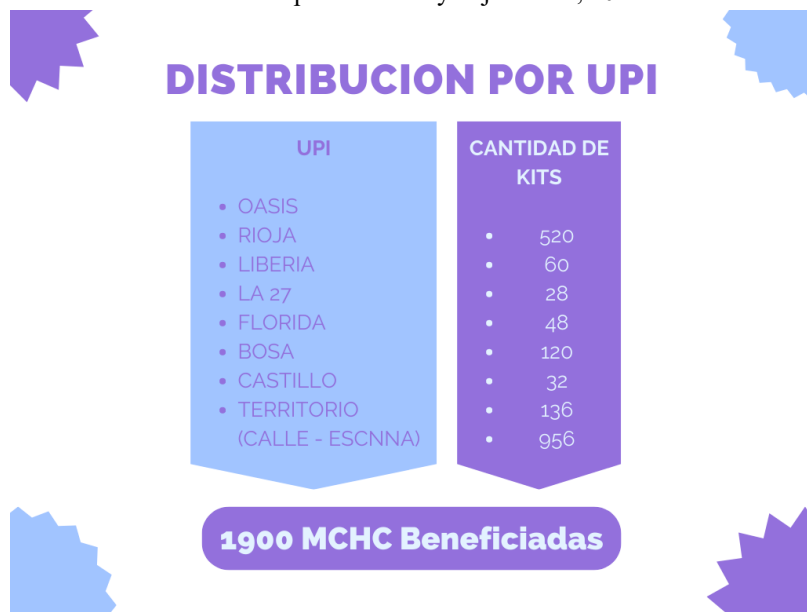 DISTRIBUCION POR UPI
UPI
• OASIS
• RIOJA
• LIBERIA
• LA 27
• FLORIDA
• BOSA
• CASTILLO
• TERRITORIO
(CALLE - ESCNNA)
CANTIDAD DE
KITS
• 520
• 60
• 28
• 48
• 120
• 32
• 136
• 956
1900 MCHC Beneficiadas